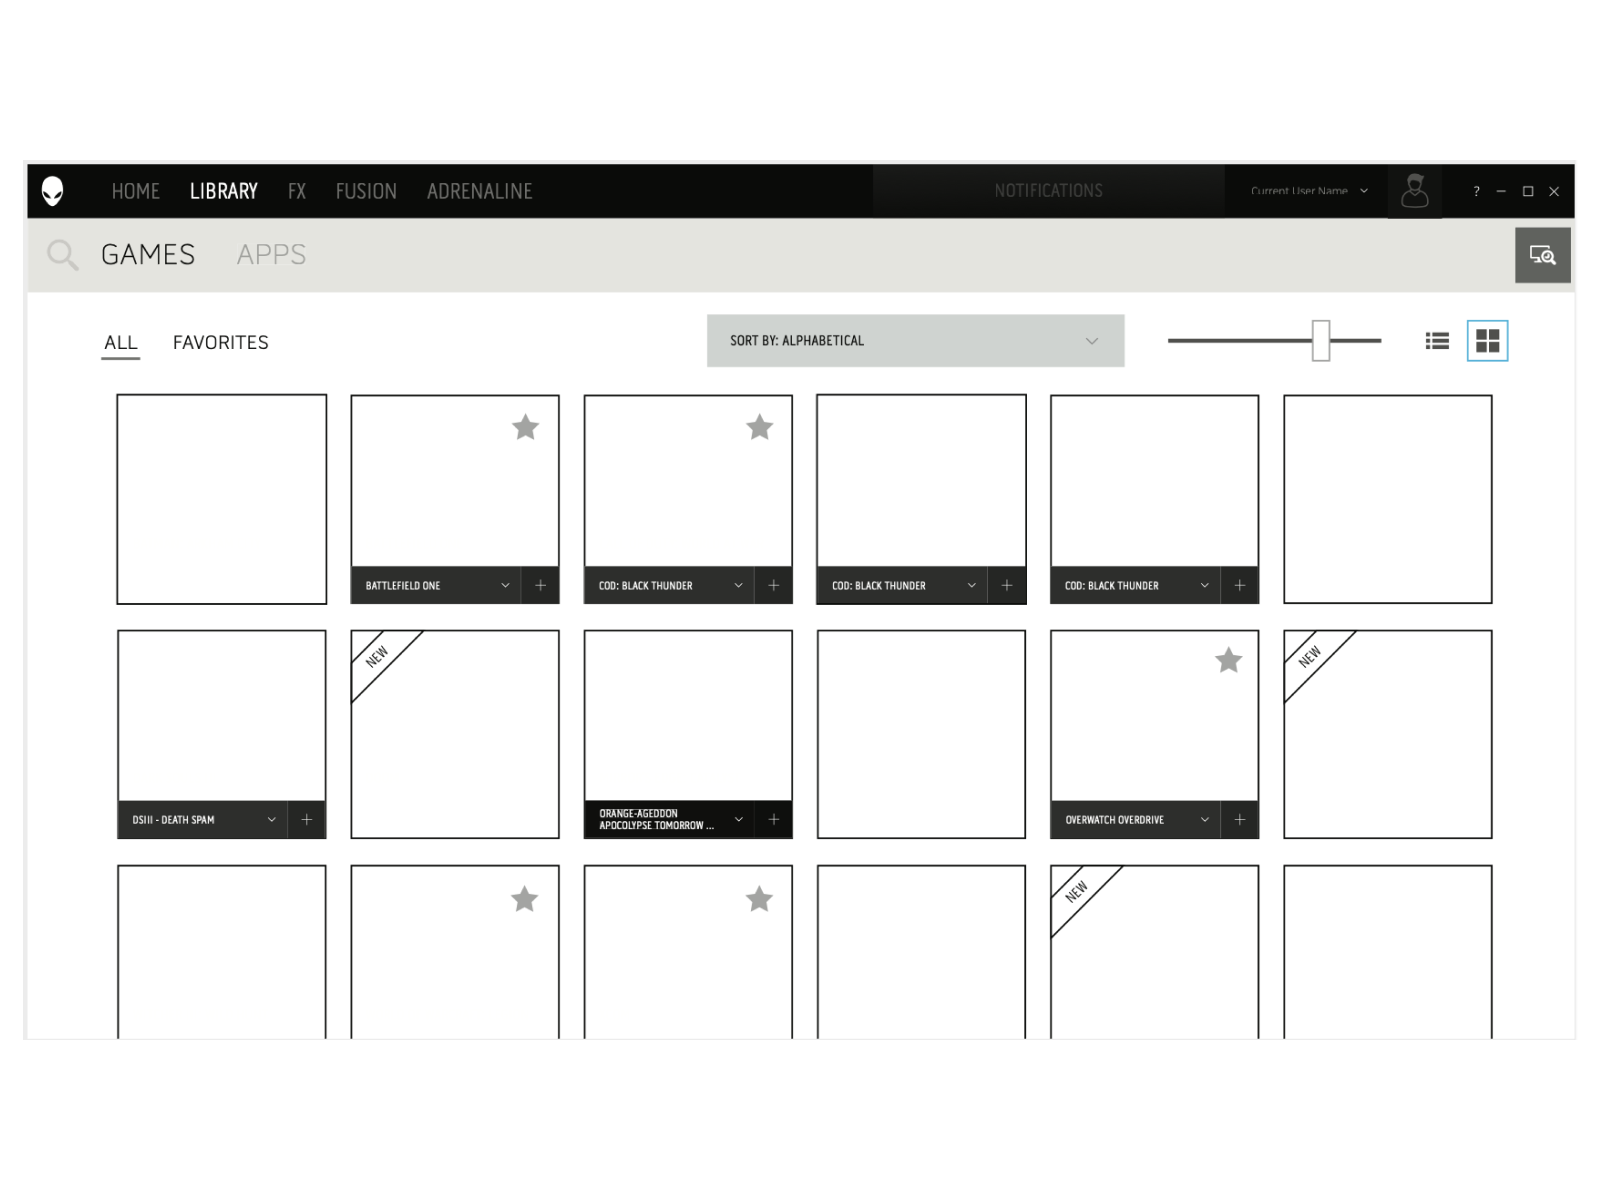 HOME LIBRARY FX FUSION ADRENALINE NOTIFICATIONS Current User Name ?
GAMES APPS
ALL FAVORITES SORT BY: ALPHABETICAL
BATTLEFIELD ONE COD: BLACK THUNDER COD: BLACK THUNDER COD: BLACK THUNDER
NEW NEW
DSIII - DEATH SPAM ORANGE-AGEDDON OVERWATCH OVERDRIVE
APOCOLYPSE TOMORROW ...
NEW